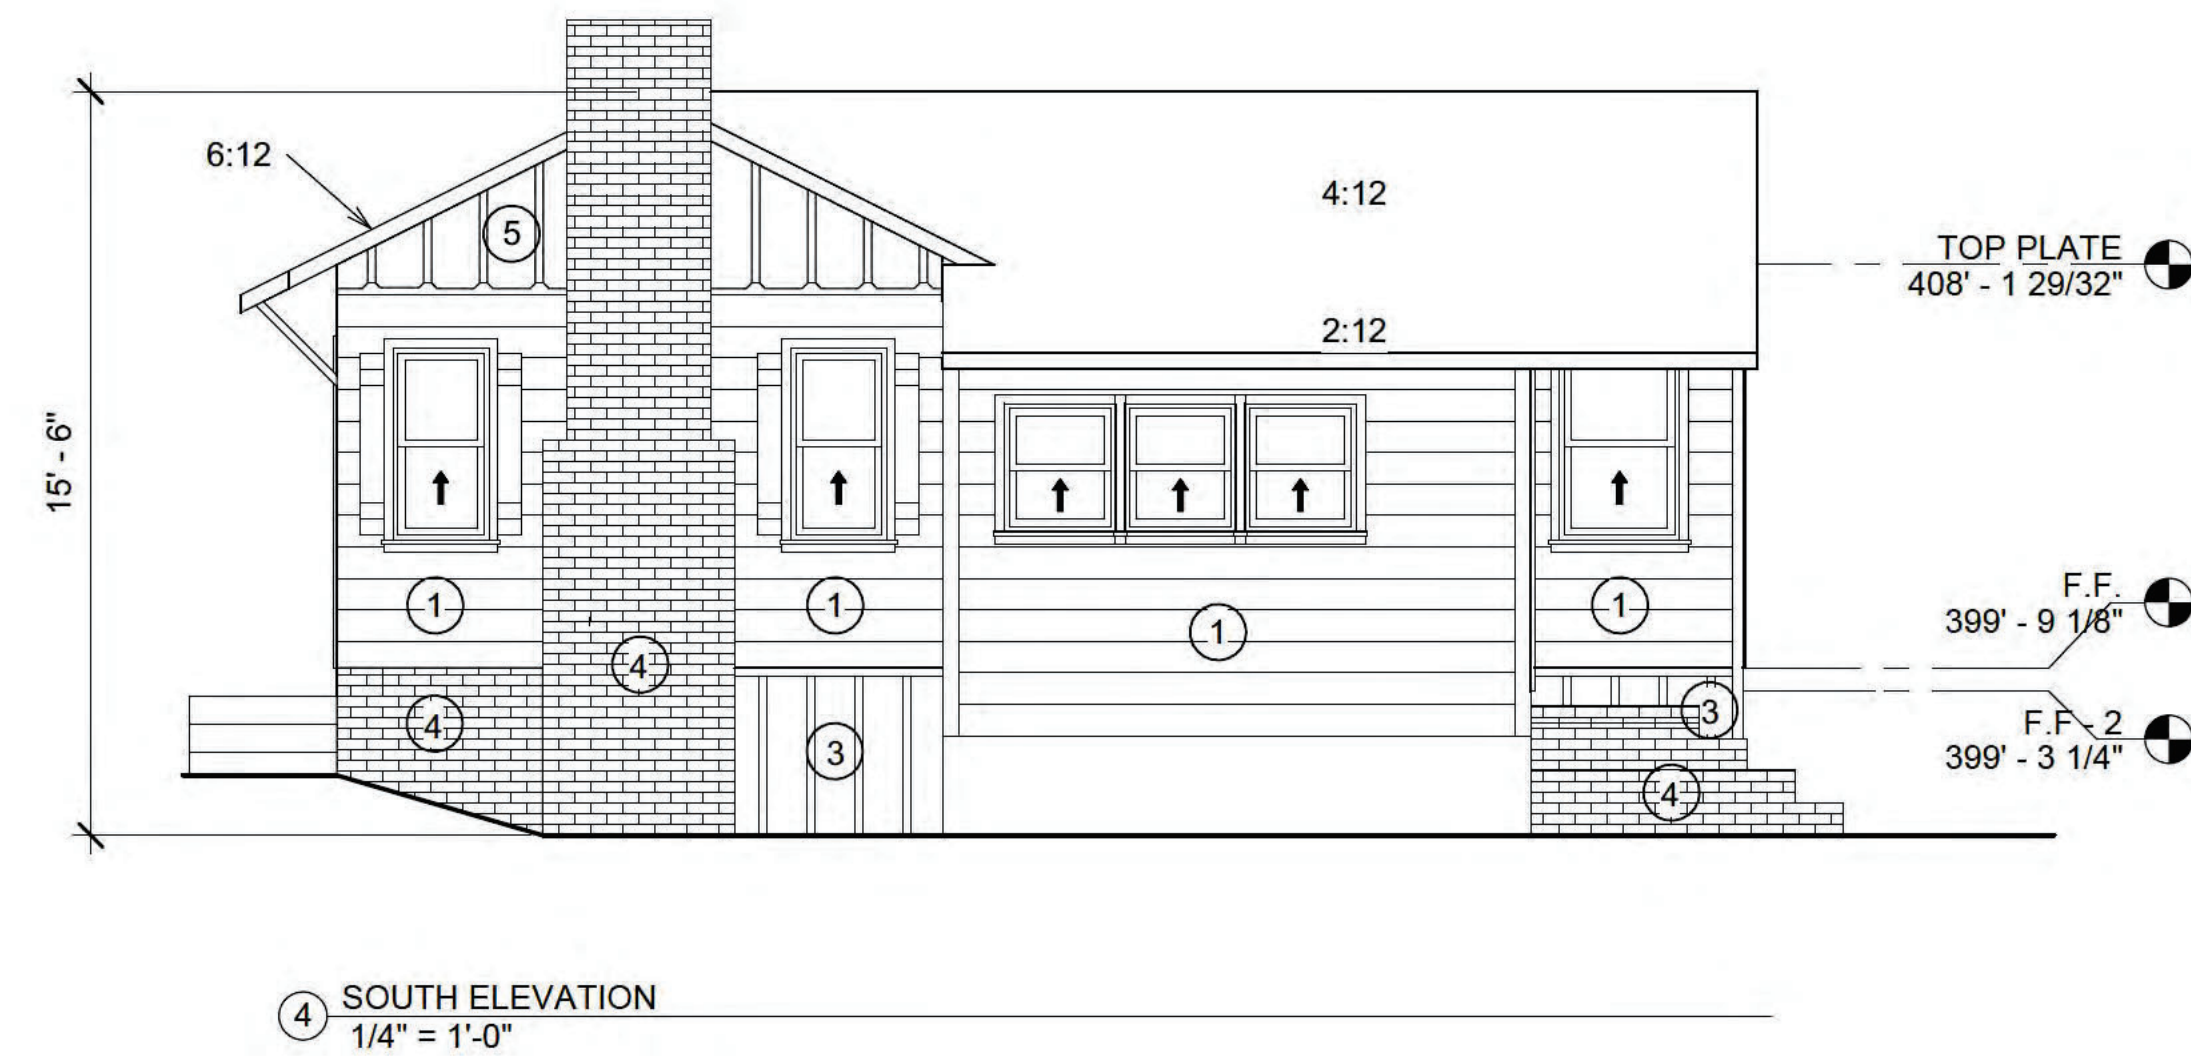 6:12
5
4:12
TOP PLATE
408' - 1 29/32"
2:12
15' - 6"
1
1
1
1
F.F.
399' - 9 1/8"
4
4
3
3
F.F - 2
399' - 3 1/4"
4
4
SOUTH ELEVATION
1/4" = 1'-0"